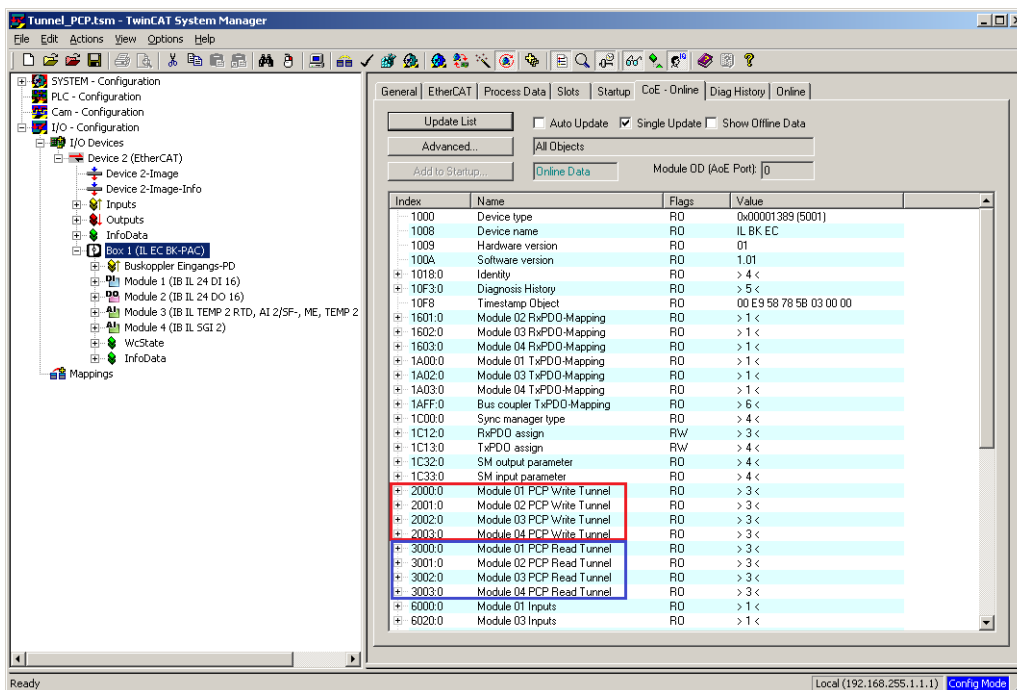 Tunnel_PCP.tsm - TwinCAT System Manager
File Edit Actions View Options Help
SYSTEM - Configuration
PLC - Configuration
Cam - Configuration
I/O - Configuration
I/O Devices
Device 2 (EtherCAT)
Device 2-Image
Device 2-Image-Info
Inputs
Outputs
InfoData
Box 1 (IL EC BK-PAC)
Buskoppler Eingangs-PD
Module 1 (IB IL 24 DI 16)
Module 2 (IB IL 24 DO 16)
Module 3 (IB IL TEMP 2 RTD, AI 2/SF-, ME, TEMP 2
Module 4 (IB IL SGI 2)
WcState
InfoData
Mappings
General EtherCAT Process Data Slots Startup CoE - Online Diag History Online
Update List Auto Update Single Update Show Offline Data
Advanced... All Objects
Add to Startup... Online Data Module OD (AoE Port): 0
Index Name Flags Value
1000 Device type RO 0x00001389 (5001)
1008 Device name RO IL BK EC
1009 Hardware version RO 01
100A Software version RO 1.01
1018:0 Identity RO > 4 <
10F3:0 Diagnosis History RO > 5 <
10F8 Timestamp Object RO 00 E9 58 78 5B 03 00 00
1601:0 Module 02 RxPDO-Mapping RO > 1 <
1602:0 Module 03 RxPDO-Mapping RO > 1 <
1603:0 Module 04 RxPDO-Mapping RO > 1 <
1A00:0 Module 01 TxPDO-Mapping RO > 1 <
1A02:0 Module 03 TxPDO-Mapping RO > 1 <
1A03:0 Module 04 TxPDO-Mapping RO > 1 <
1AFF:0 Bus coupler TxPDO-Mapping RO > 6 <
1C00:0 Sync manager type RO > 4 <
1C12:0 RxPDO assign RW > 3 <
1C13:0 TxPDO assign RW > 4 <
1C32:0 SM output parameter RO > 4 <
1C33:0 SM input parameter RO > 4 <
2000:0 Module 01 PCP Write Tunnel RO > 3 <
2001:0 Module 02 PCP Write Tunnel RO > 3 <
2002:0 Module 03 PCP Write Tunnel RO > 3 <
2003:0 Module 04 PCP Write Tunnel RO > 3 <
3000:0 Module 01 PCP Read Tunnel RO > 3 <
3001:0 Module 02 PCP Read Tunnel RO > 3 <
3002:0 Module 03 PCP Read Tunnel RO > 3 <
3003:0 Module 04 PCP Read Tunnel RO > 3 <
6000:0 Module 01 Inputs RO > 1 <
6020:0 Module 03 Inputs RO > 1 <
Ready Local (192.168.255.1.1.1) Config Mode